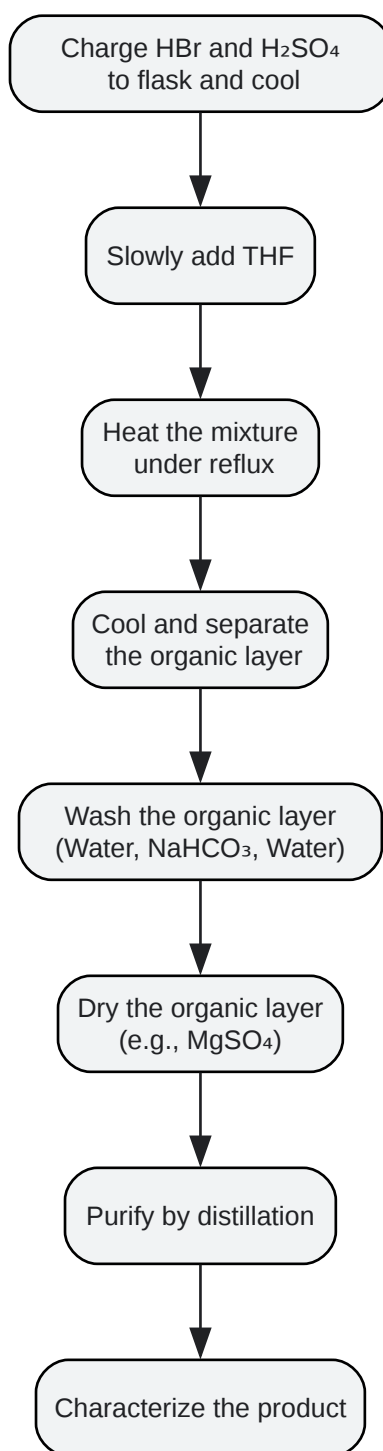 Charge HBr and H₂SO₄
to flask and cool
Slowly add THF
Heat the mixture
under reflux
Cool and separate
the organic layer
Wash the organic layer
(Water, NaHCO₃, Water)
Dry the organic layer
(e.g., MgSO₄)
Purify by distillation
Characterize the product